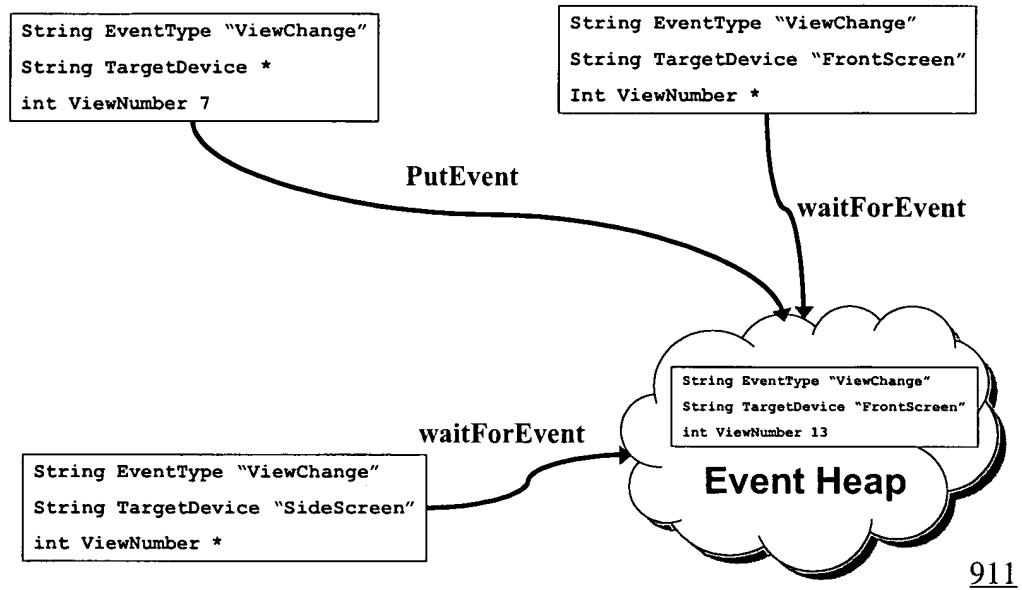 String EventType “ViewChange”
String TargetDevice *
int ViewNumber 7
String EventType “ViewChange”
String TargetDevice “FrontScreen”
Int ViewNumber *
PutEvent
waitForEvent
String EventType “ViewChange”
String TargetDevice “FrontScreen”
int ViewNumber 13
Event Heap
waitForEvent
String EventType “ViewChange”
String TargetDevice “SideScreen”
int ViewNumber *
911